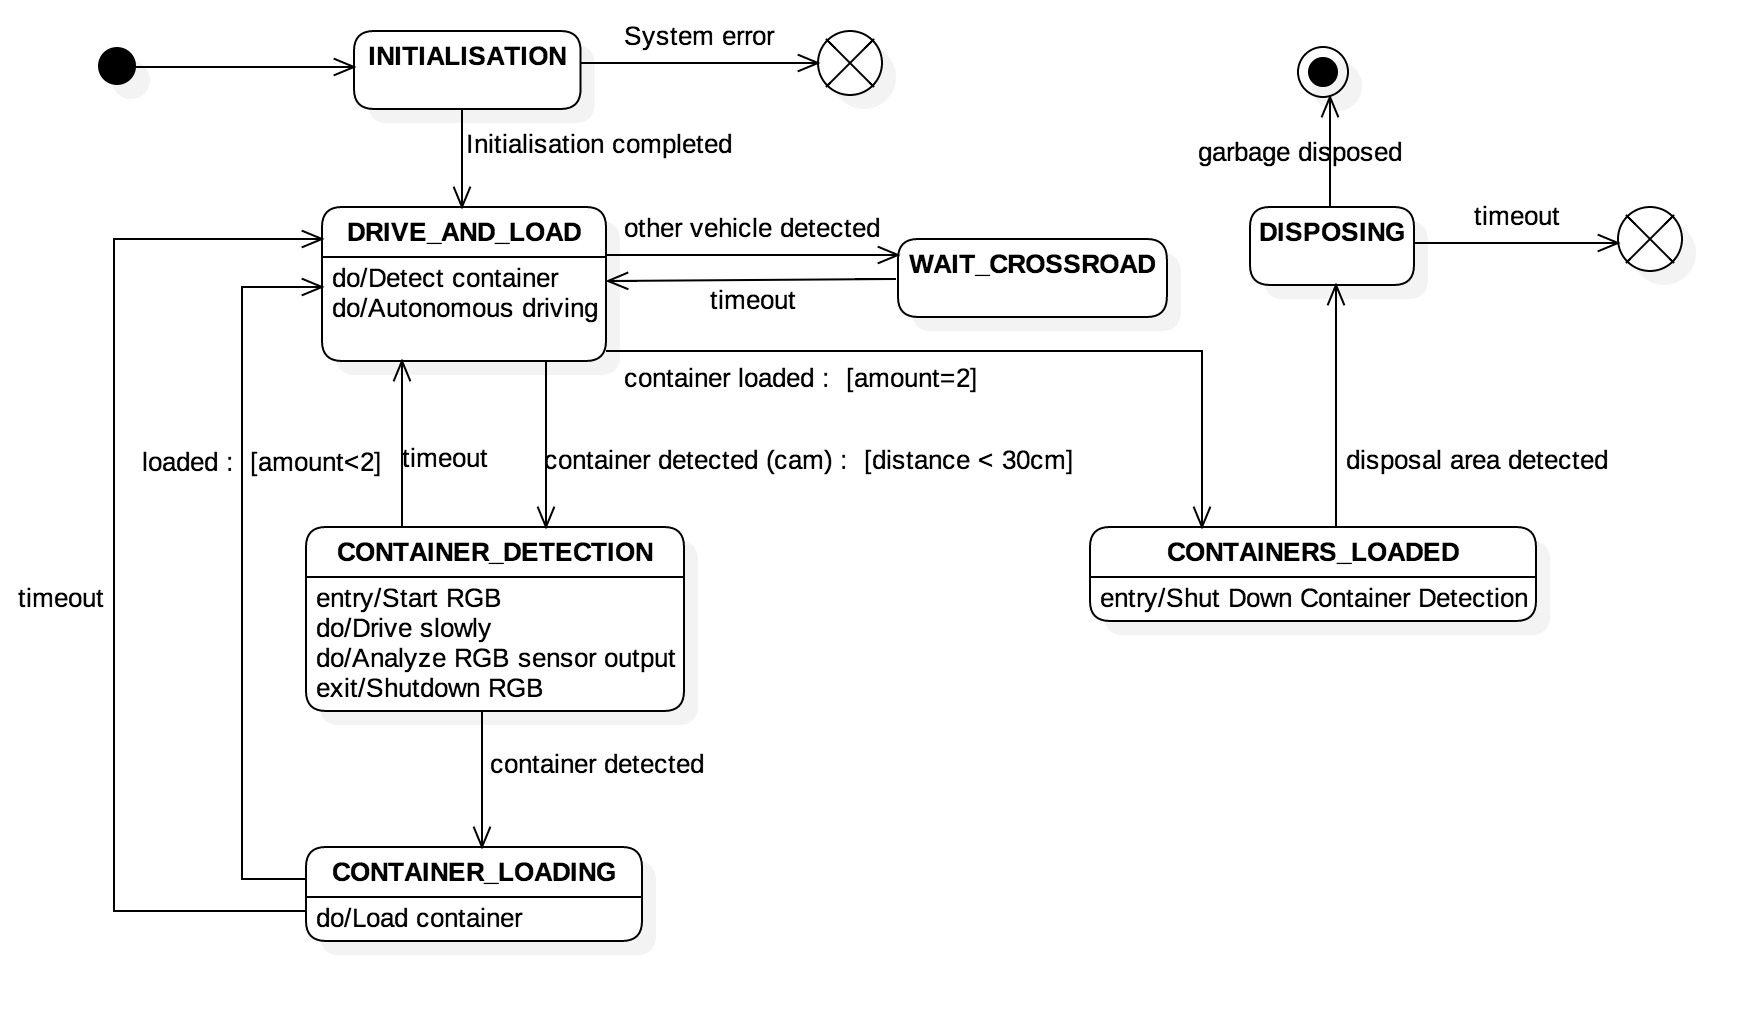 INITIALISATION
System error
Initialisation completed
garbage disposed
DRIVE_AND_LOAD
do/Detect container
do/Autonomous driving
other vehicle detected
timeout
WAIT_CROSSROAD
DISPOSING
timeout
container loaded : [amount=2]
loaded : [amount<2]
timeout
container detected (cam) : [distance < 30cm]
disposal area detected
CONTAINER_DETECTION
entry/Start RGB
do/Drive slowly
do/Analyze RGB sensor output
exit/Shutdown RGB
CONTAINERS_LOADED
entry/Shut Down Container Detection
timeout
container detected
CONTAINER_LOADING
do/Load container